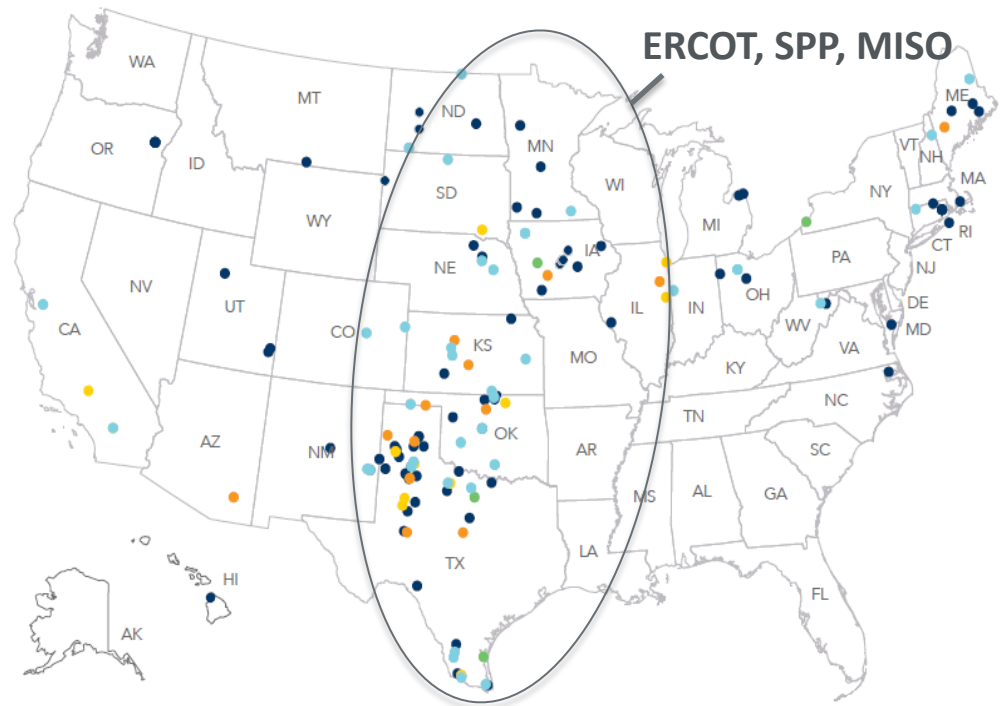 ERCOT, SPP, MISO
WA
MT
ND
MN
ME
OR
ID
SD
WI
VT
NH
MA
NY
MI
WY
RI
CT
IA
NE
PA
NJ
NV
UT
CO
IL
IN
OH
DE
MD
CA
KS
MO
WV
VA
KY
NC
TN
AZ
NM
OK
AR
SC
MS
AL
GA
TX
LA
HI
FL
AK